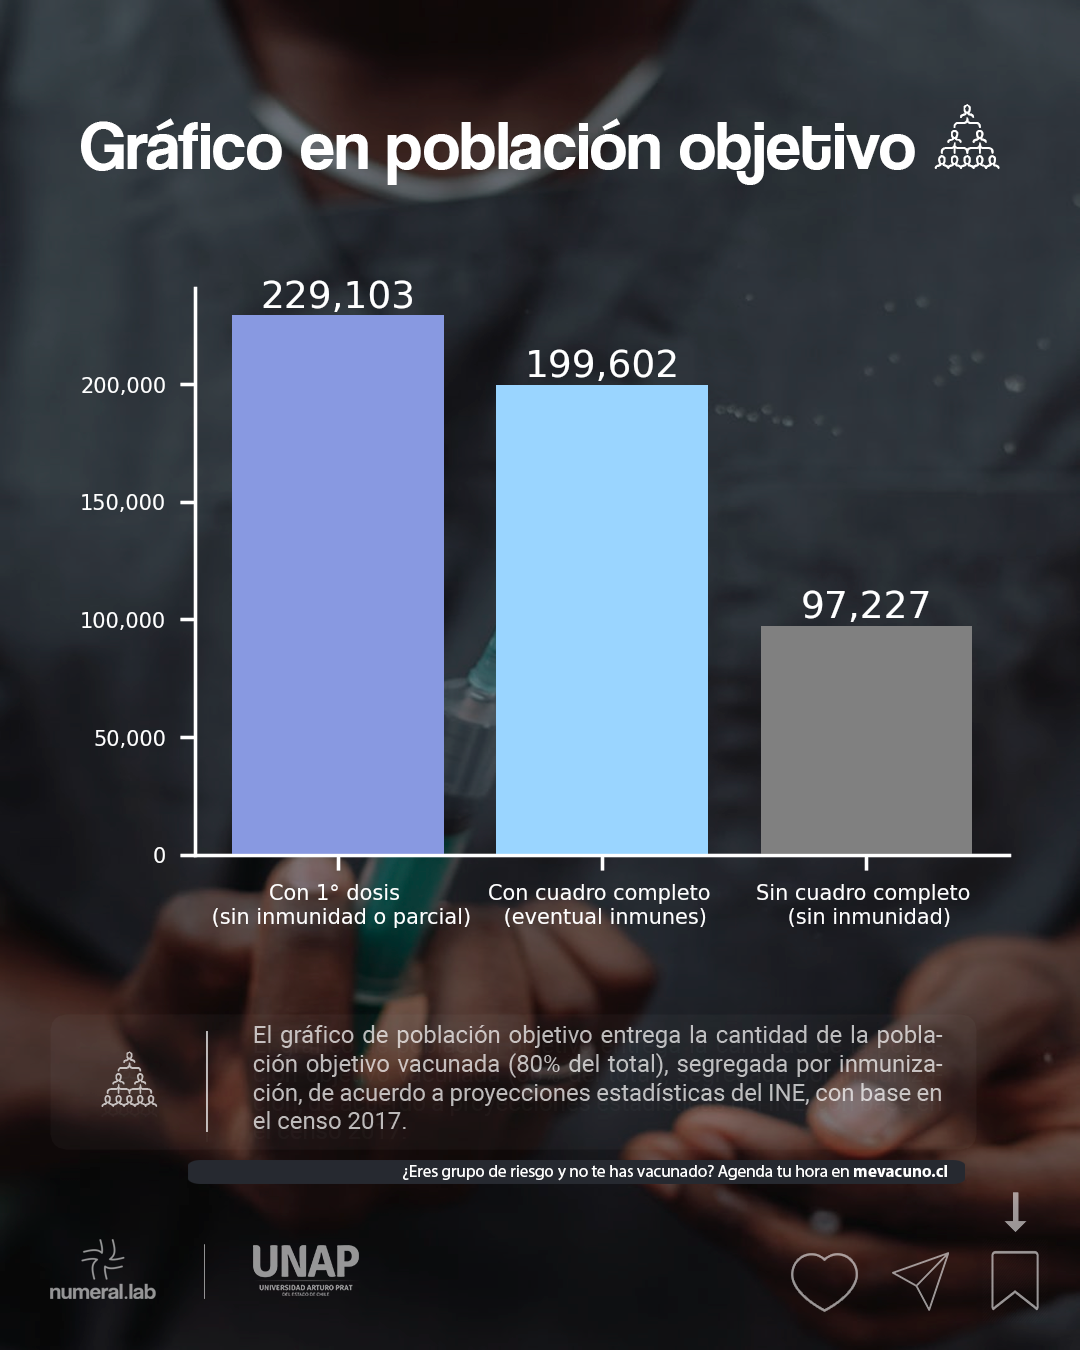 Gráfico en población objetivo
229,103
199,602
97,227
200,000
150,000
100,000
50,000
0
Con 1° dosis
(sin inmunidad o parcial)
Con cuadro completo
(eventual inmunes)
Sin cuadro completo
(sin inmunidad)
El gráfico de población objetivo entrega la cantidad de la pobla-
ción objetivo vacunada (80% del total), segregada por inmuniza-
ción, de acuerdo a proyecciones estadísticas del INE, con base en
el censo 2017.
¿Eres grupo de riesgo y no te has vacunado? Agenda tu hora en mevacuno.cl
numeral.lab
UNAP
UNIVERSIDAD ARTURO PRAT
DEL ESTADO DE CHILE